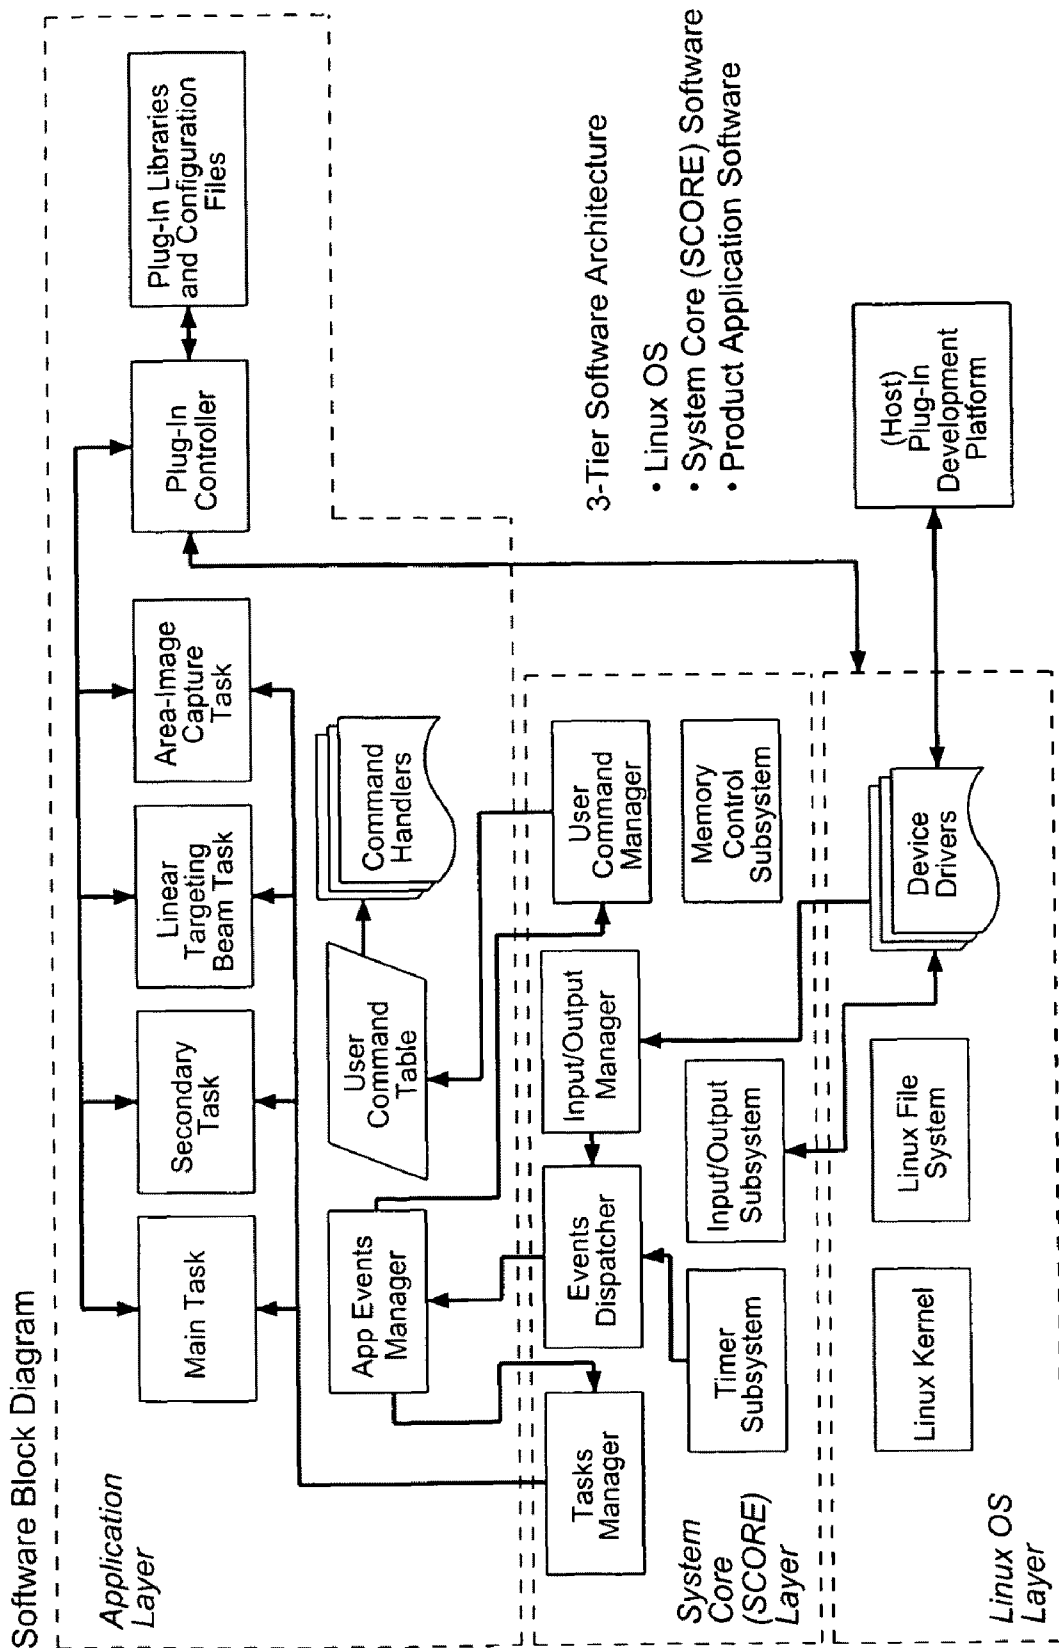 Software Block Diagram
Application
Layer
Main Task
Secondary
Task
Linear
Targeting
Beam Task
Area-Image
Capture
Task
Plug-In
Controller
Plug-In Libraries
and Configuration
Files
App Events
Manager
User
Command
Table
Command
Handlers
System
Core
(SCORE)
Layer
Tasks
Manager
Events
Dispatcher
Input/Output
Manager
User
Command
Manager
Timer
Subsystem
Input/Output
Subsystem
Memory
Control
Subsystem
3-Tier Software Architecture
• Linux OS
• System Core (SCORE) Software
• Product Application Software
Linux OS
Layer
Linux Kernel
Linux File
System
Device
Drivers
(Host)
Plug-In
Development
Platform